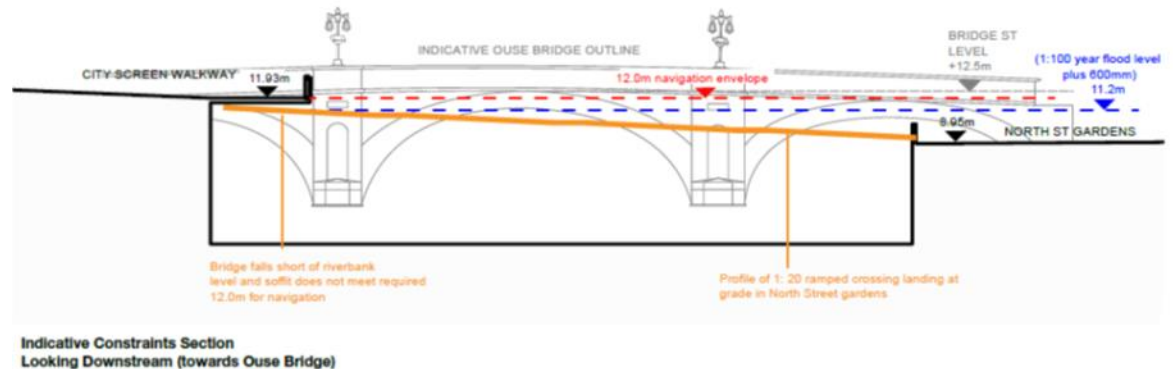 INDICATIVE OUSE BRIDGE OUTLINE
BRIDGE ST
LEVEL
+12.5m
(1:100 year flood level
plus 600mm)
11.2m
CITY SCREEN WALKWAY
11.93m
12.0m navigation envelope
8.95m
NORTH ST GARDENS
Bridge falls short of riverbank
level and soffit does not meet required
12.0m for navigation
Profile of 1: 20 ramped crossing landing at
grade in North Street gardens
Indicative Constraints Section
Looking Downstream (towards Ouse Bridge)